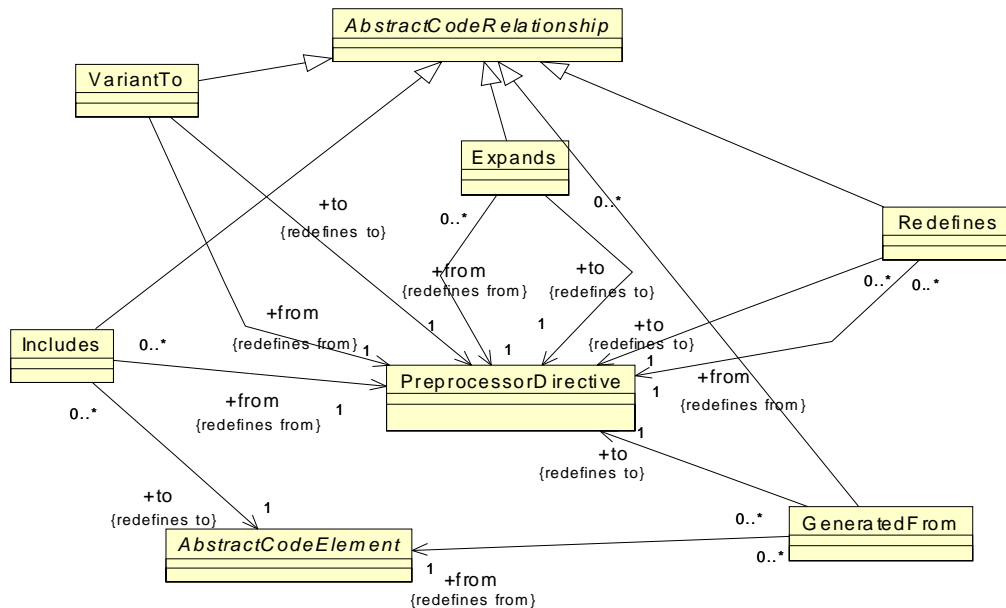 AbstractCodeRelationship
VariantTo
Expands
0..*
+to
{redefines to}
0..*
Redefines
+from
{redefines from}
+to
{redefines to}
0..*
0..*
+from
{redefines from}
1
1
+to
{redefines to}
Includes
0..*
1
1
1
1
PreprocessorDirective
+from
{redefines from}
1
+from
{redefines from}
0..*
1
+to
{redefines to}
+to
{redefines to}
1
0..*
GeneratedFrom
AbstractCodeElement
0..*
1
+from
{redefines from}